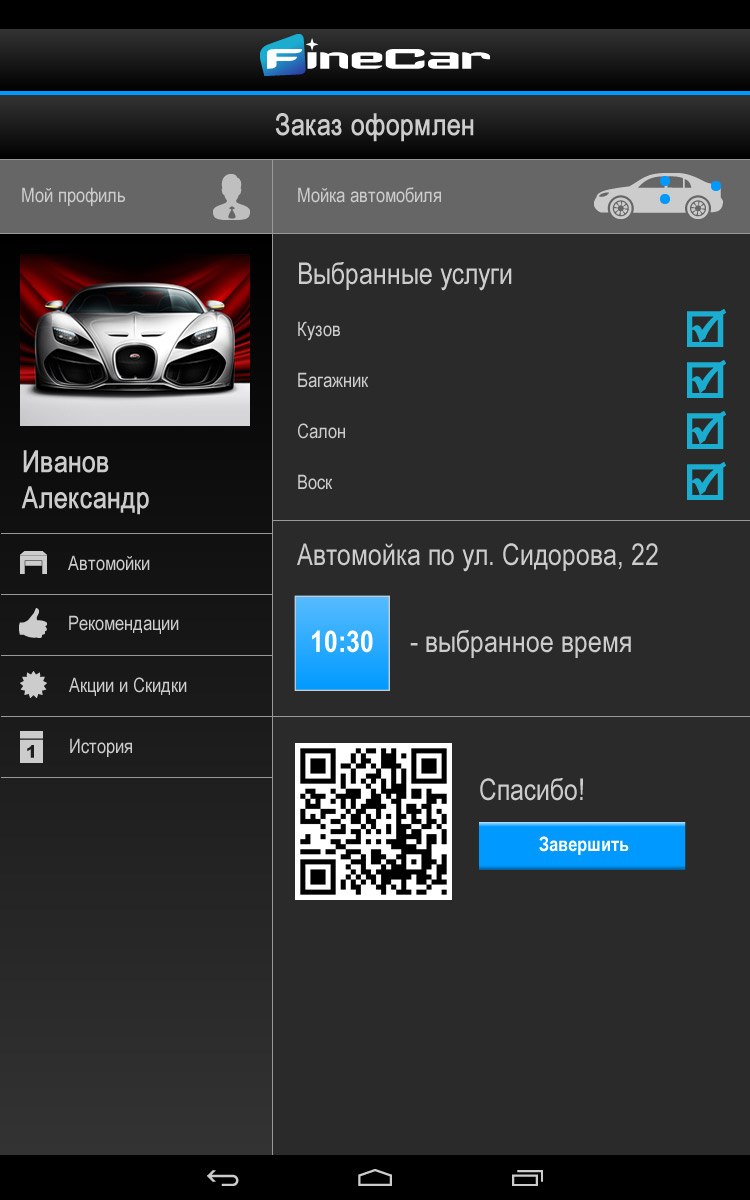 FineCar
Заказ оформлен
Мой профиль
Мойка автомобиля
Иванов
Александр
Автомойки
Рекомендации
Акции и Скидки
1
История
Выбранные услуги
Кузов
Багажник
Салон
Воск
Автомойка по ул. Сидорова, 22
10:30
- выбранное время
Спасибо!
Завершить